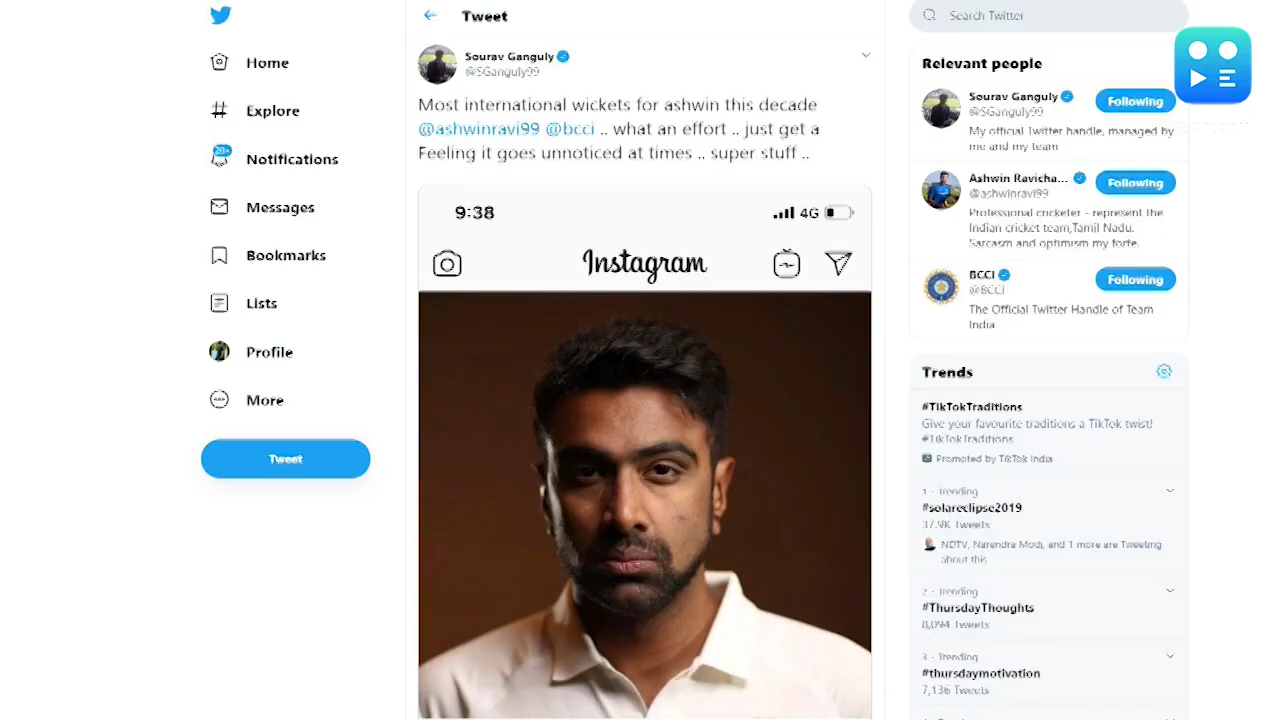 Home
Explore
20+
Notifications
Messages
Bookmarks
Lists
Profile
More
Tweet
Tweet
Sourav Ganguly
@SGanguly99
Most international wickets for ashwin this decade
@ashwinravi99 @bcci .. what an effort .. just get a
Feeling it goes unnoticed at times .. super stuff ..
9:38
4G
Instagram
Search Twitter
Relevant people
Sourav Ganguly
@SGanguly99
Following
My official Twitter handle, managed by
me and my team
Ashwin Ravicha...
@ashwinravi99
Following
Professional cricketer - represent the
Indian cricket team,Tamil Nadu.
Sarcasm and optimism my forte.
BCCI
@BCCI
Following
The Official Twitter Handle of Team
India
Trends
#TikTokTraditions
Give your favourite traditions a TikTok twist!
#TikTokTraditions
Promoted by TikTok India
1 · Trending
#solareclipse2019
37.9K Tweets
NDTV, Narendra Modi, and 1 more are Tweeting
about this
2 · Trending
#ThursdayThoughts
8,094 Tweets
3 · Trending
#thursdaymotivation
7,136 Tweets